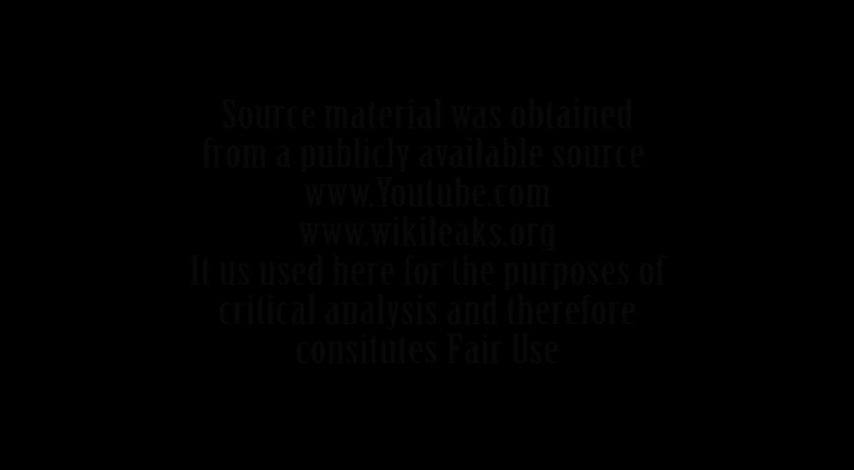 Source material was obtained
from a publicly available source
www.Youtube.com
www.wikileaks.org
It us used here for the purposes of
critical analysis and therefore
consitutes Fair Use